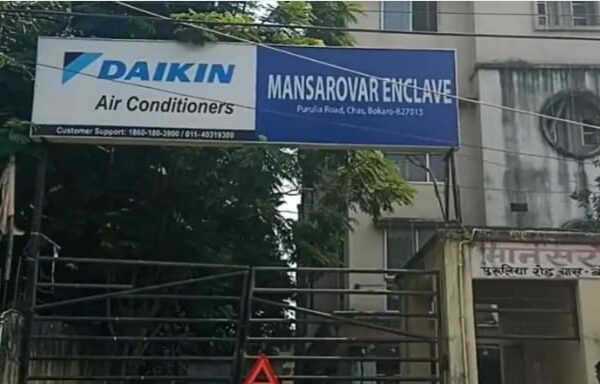 DAIKIN
Air Conditioners
Customer Support: 1860-180-3900 / 011-40319300
MANSAROVAR ENCLAVE
Purulia Road, Chas, Bokaro-827013
मानसर
पुरुलिया रोड चास-